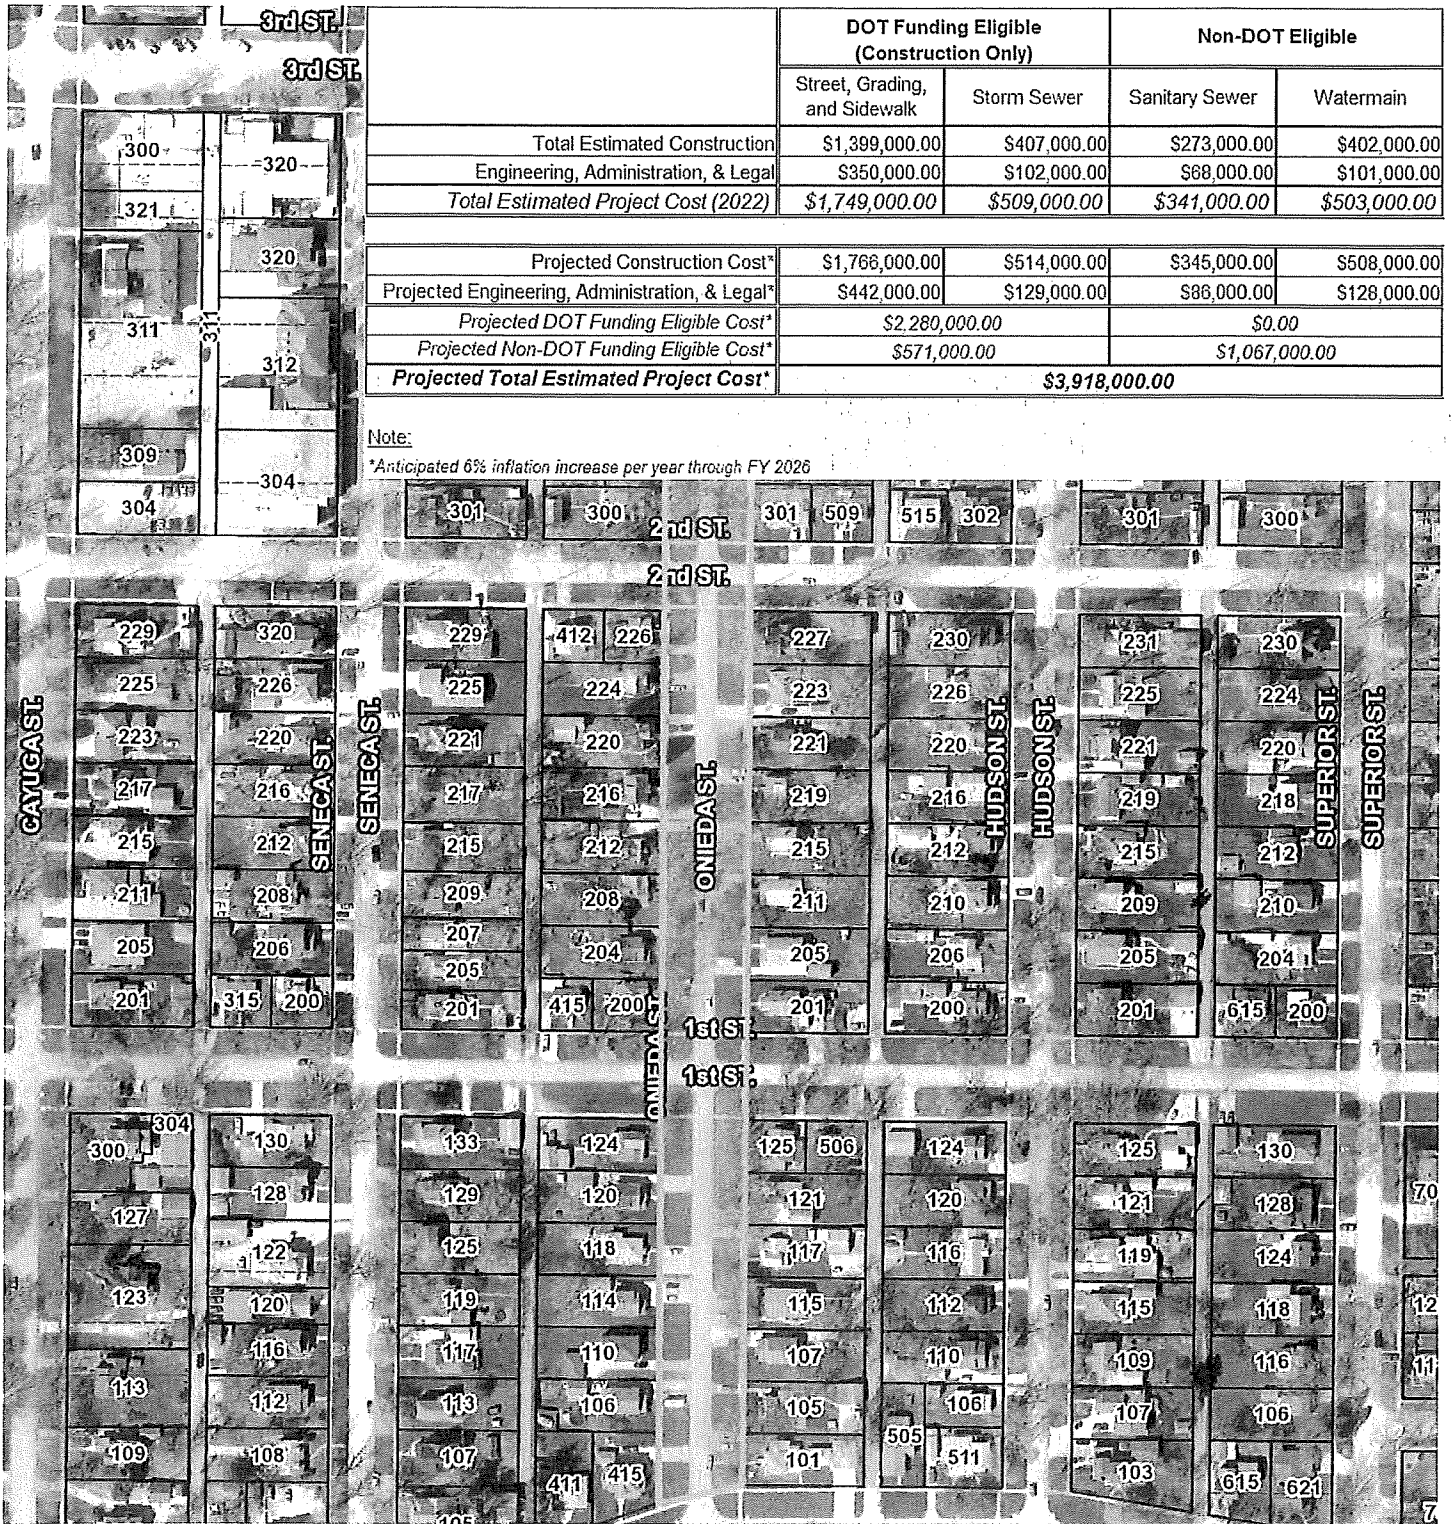 DOT Funding Eligible (Construction Only) Non-DOT Eligible
Street, Grading, and Sidewalk Storm Sewer Sanitary Sewer Watermain
Total Estimated Construction $1,399,000.00 $407,000.00 $273,000.00 $402,000.00
Engineering, Administration, & Legal $350,000.00 $102,000.00 $68,000.00 $101,000.00
Total Estimated Project Cost (2022) $1,749,000.00 $509,000.00 $341,000.00 $503,000.00
Projected Construction Cost* $1,766,000.00 $514,000.00 $345,000.00 $508,000.00
Projected Engineering, Administration, & Legal* $442,000.00 $129,000.00 $86,000.00 $128,000.00
Projected DOT Funding Eligible Cost* $2,280,000.00 $0.00
Projected Non-DOT Funding Eligible Cost* $571,000.00 $1,067,000.00
Projected Total Estimated Project Cost* $3,918,000.00
Note:
*Anticipated 6% inflation increase per year through FY 2026
3rd ST.
3rd ST.
300
320
321
320
311
311
312
309
304
304
301 300 301 509 515 302 301 300
2nd ST.
2nd ST.
229 320 229 412 226 227 230 231 230
225 226 225 224 223 226 225 224
223 220 221 220 221 220 221 220
217 216 217 216 219 216 219 218
215 212 215 212 215 212 215 212
211 208 209 208 211 210 209 210
207
205 206 205 204 205 206 205 204
201 315 200 201 415 200 201 200 201 615 200
CAYUGA ST.
SENECA ST.
SENECA ST.
ONIEDA ST.
HUDSON ST.
HUDSON ST.
SUPERIOR ST.
SUPERIOR ST.
ONIEDA ST.
1st ST.
1st ST.
304
300 130 133 124 125 506 124 125 130
127 128 129 120 121 120 121 128 70
122 125 118 117 116 119 124
123 120 119 114 115 112 115 118 12
116 117 110 107 110 109 116 11
113 112 113 106 105 106 107 106
109 108 107 411 415 101 505 511 103 615 621
105
7